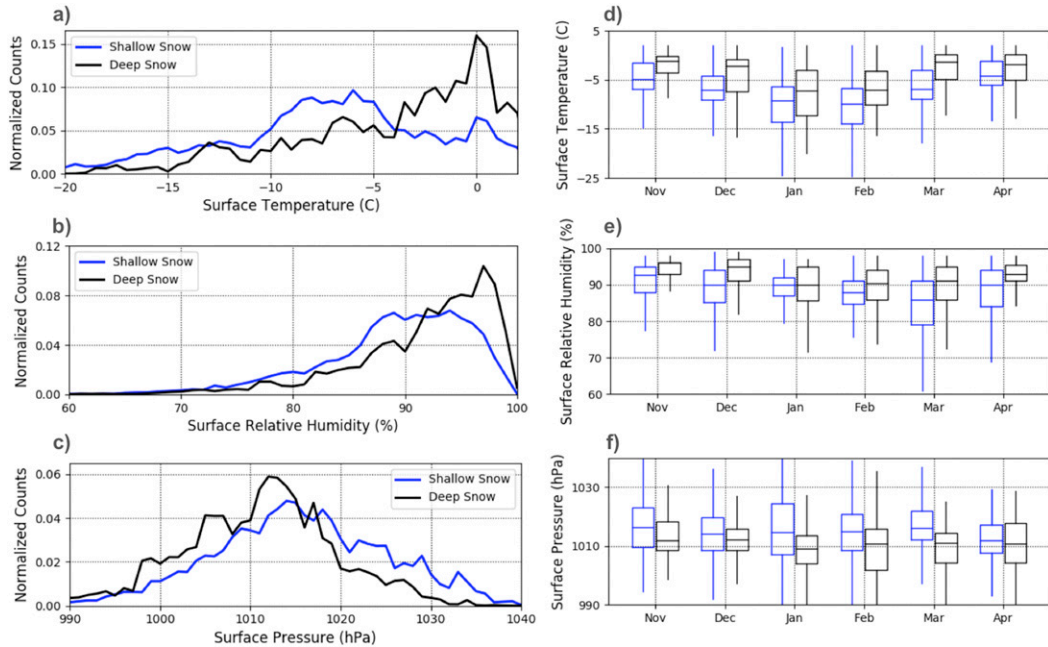 a)
0.15
0.10
0.05
0.00
Normalized Counts
Shallow Snow
Deep Snow
−20 −15 −10 −5 0
Surface Temperature (C)
b)
0.12
0.08
0.04
0.00
Normalized Counts
Shallow Snow
Deep Snow
60 70 80 90 100
Surface Relative Humidity (%)
c)
0.06
0.04
0.02
0.00
Normalized Counts
Shallow Snow
Deep Snow
990 1000 1010 1020 1030 1040
Surface Pressure (hPa)
d)
5
−5
−15
−25
Surface Temperature (C)
Nov Dec Jan Feb Mar Apr
e)
100
90
80
70
60
Surface Relative Humidity (%)
Nov Dec Jan Feb Mar Apr
f)
1030
1010
990
Surface Pressure (hPa)
Nov Dec Jan Feb Mar Apr